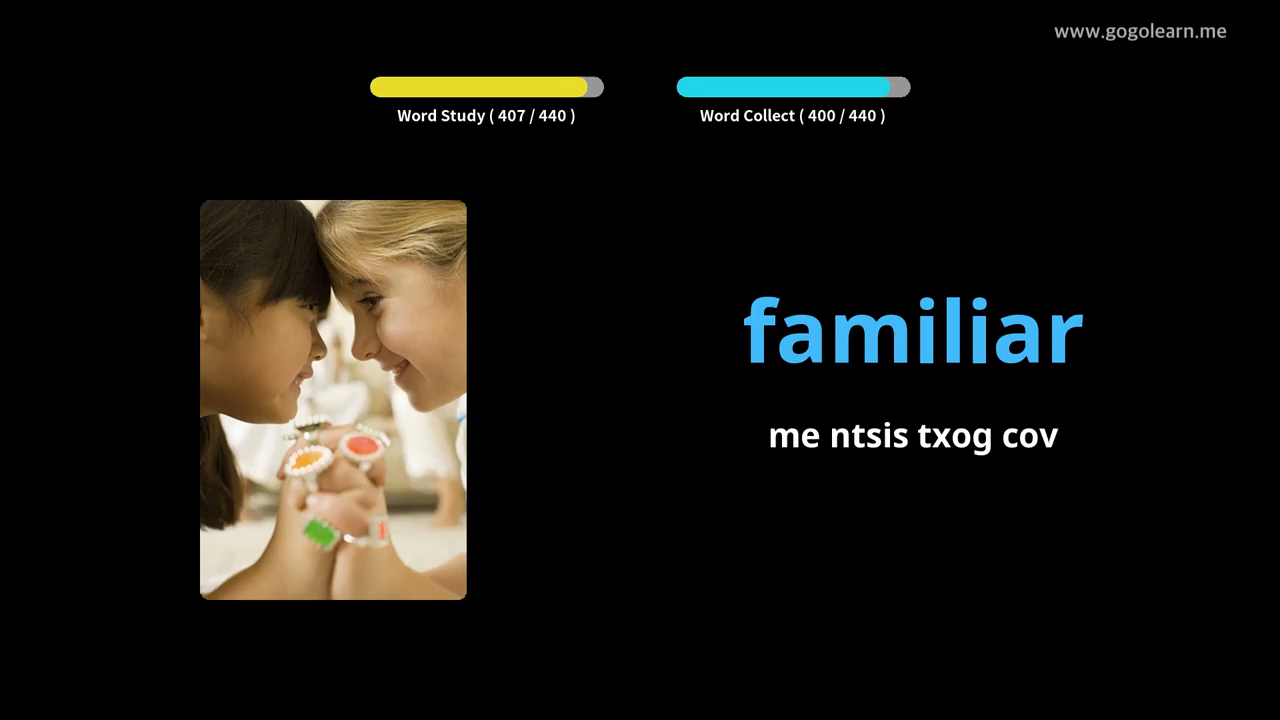 www.gogolearn.me
Word Study ( 407 / 440 )
Word Collect ( 400 / 440 )
familiar
me ntsis txog cov